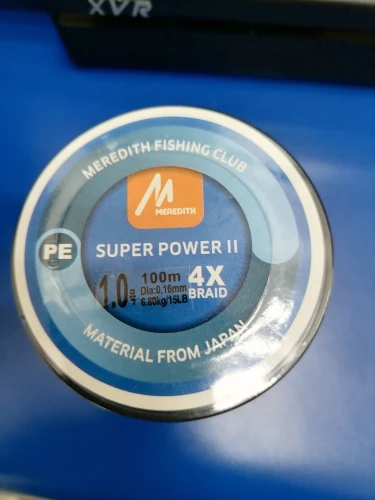 XVR
MEREDITH FISHING CLUB
M
MEREDITH
PE
SUPER POWER II
1.0
100m
Dia:0.16mm
6.80kg/15LB
4X
BRAID
MATERIAL FROM JAPAN